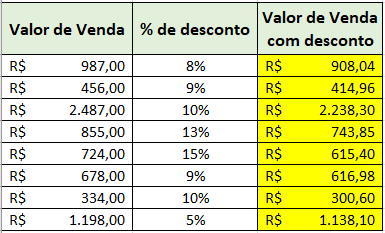 Valor de Venda % de desconto Valor de Venda com desconto
R$ 987,00 8% R$ 908,04
R$ 456,00 9% R$ 414,96
R$ 2.487,00 10% R$ 2.238,30
R$ 855,00 13% R$ 743,85
R$ 724,00 15% R$ 615,40
R$ 678,00 9% R$ 616,98
R$ 334,00 10% R$ 300,60
R$ 1.198,00 5% R$ 1.138,10